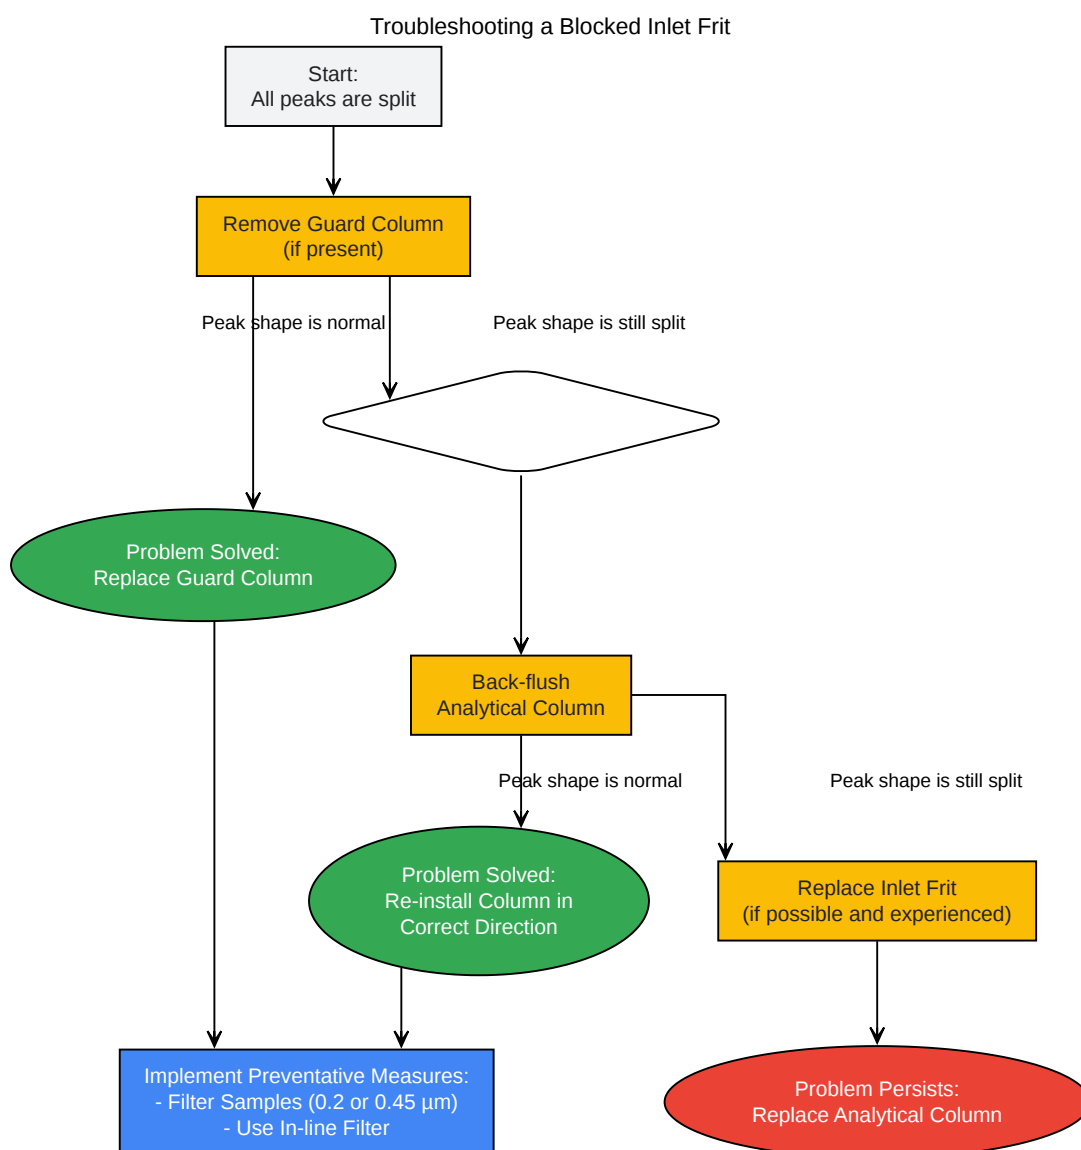 Troubleshooting a Blocked Inlet Frit
Start:
All peaks are split
Remove Guard Column
(if present)
Peak shape is normal
Peak shape is still split
Problem Solved:
Replace Guard Column
Back-flush
Analytical Column
Peak shape is normal
Peak shape is still split
Problem Solved:
Re-install Column in
Correct Direction
Replace Inlet Frit
(if possible and experienced)
Implement Preventative Measures:
- Filter Samples (0.2 or 0.45 µm)
- Use In-line Filter
Problem Persists:
Replace Analytical Column